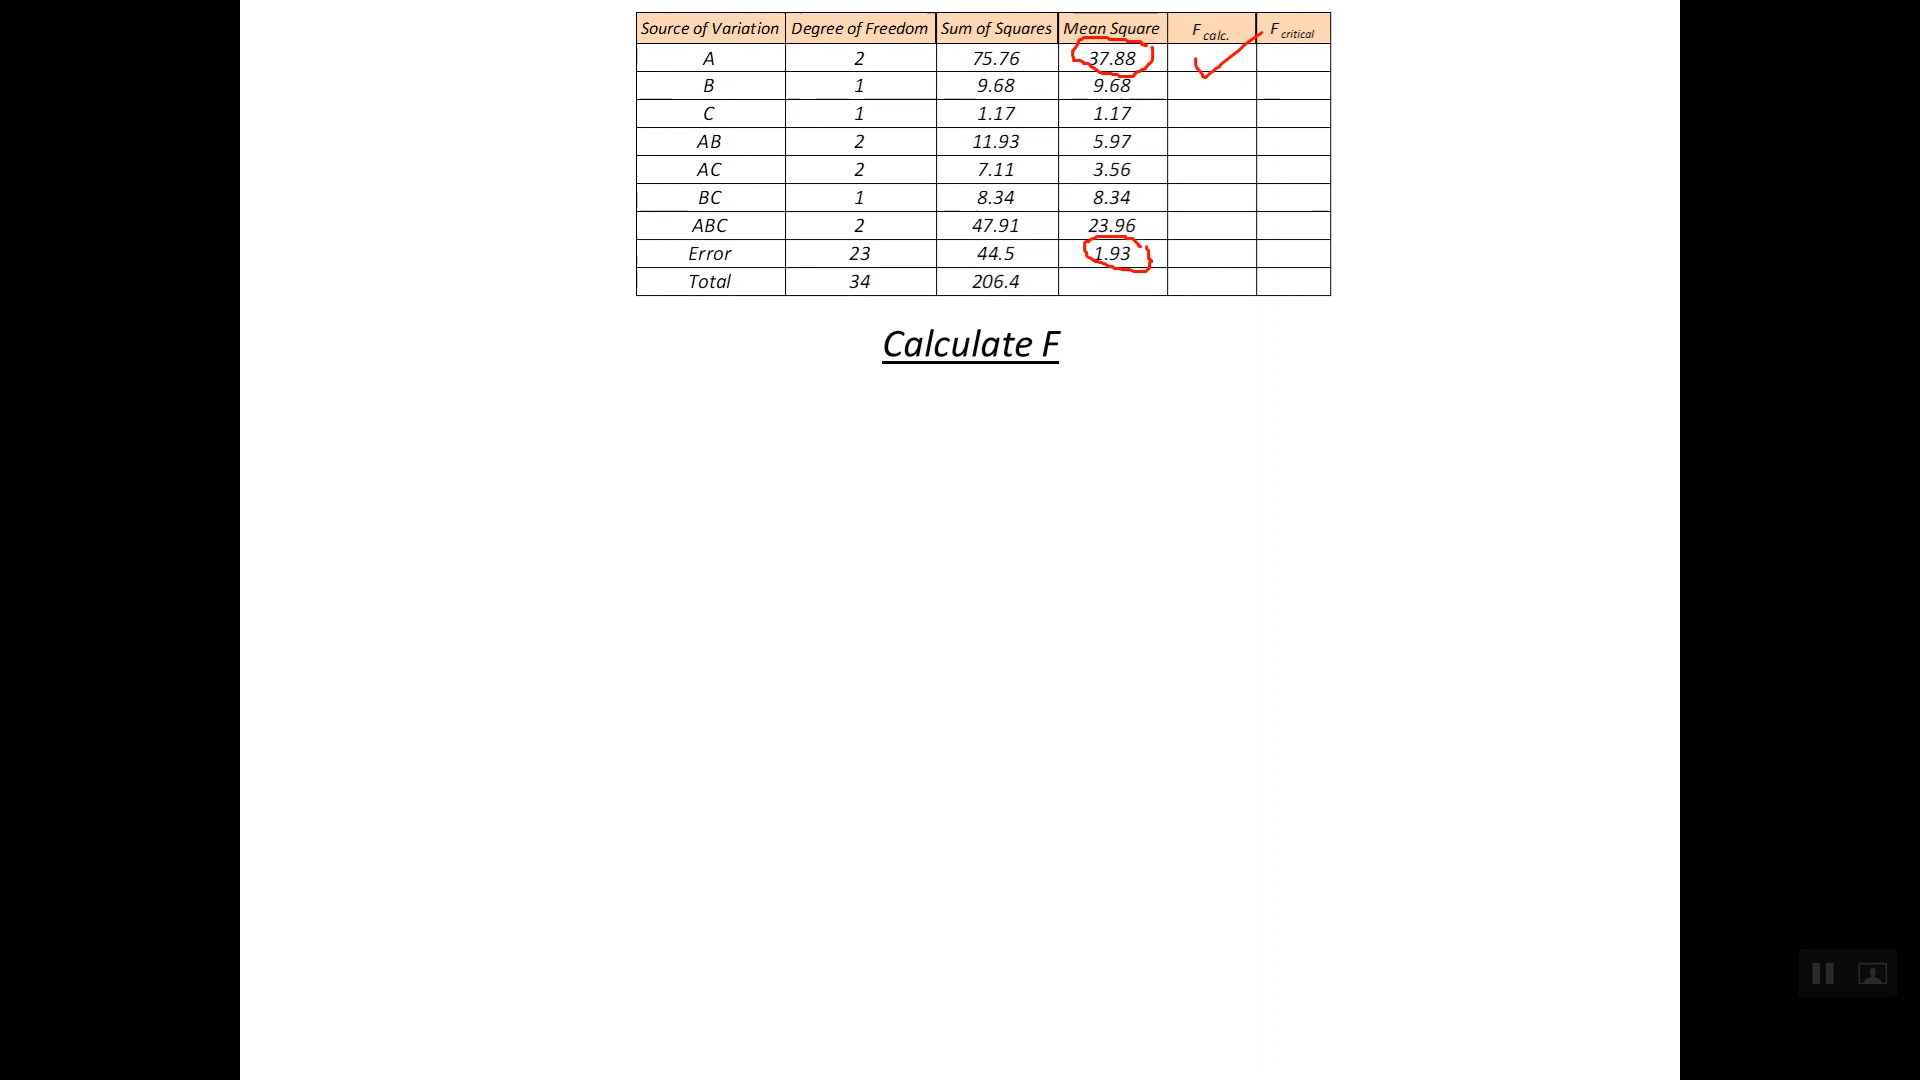 Source of Variation Degree of Freedom Sum of Squares Mean Square F calc. F critical
A 2 75.76 37.88
B 1 9.68 9.68
C 1 1.17 1.17
AB 2 11.93 5.97
AC 2 7.11 3.56
BC 1 8.34 8.34
ABC 2 47.91 23.96
Error 23 44.5 1.93
Total 34 206.4
Calculate F